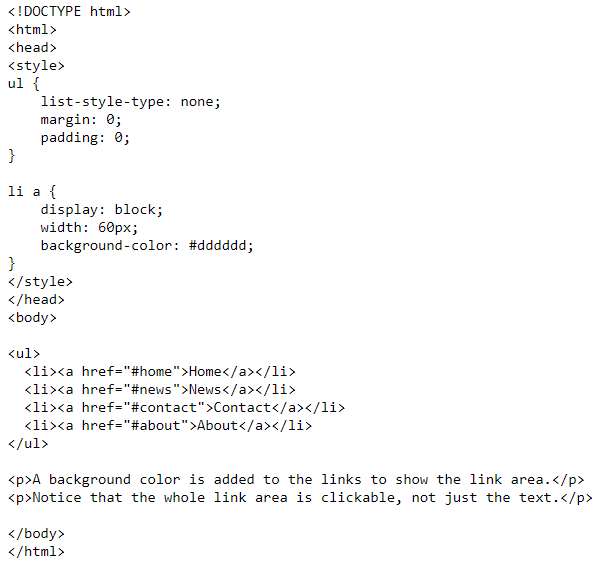 <!DOCTYPE html>
<html>
<head>
<style>
ul {
    list-style-type: none;
    margin: 0;
    padding: 0;
}

li a {
    display: block;
    width: 60px;
    background-color: #dddddd;
}
</style>
</head>
<body>

<ul>
  <li><a href="#home">Home</a></li>
  <li><a href="#news">News</a></li>
  <li><a href="#contact">Contact</a></li>
  <li><a href="#about">About</a></li>
</ul>

<p>A background color is added to the links to show the link area.</p>
<p>Notice that the whole link area is clickable, not just the text.</p>

</body>
</html>